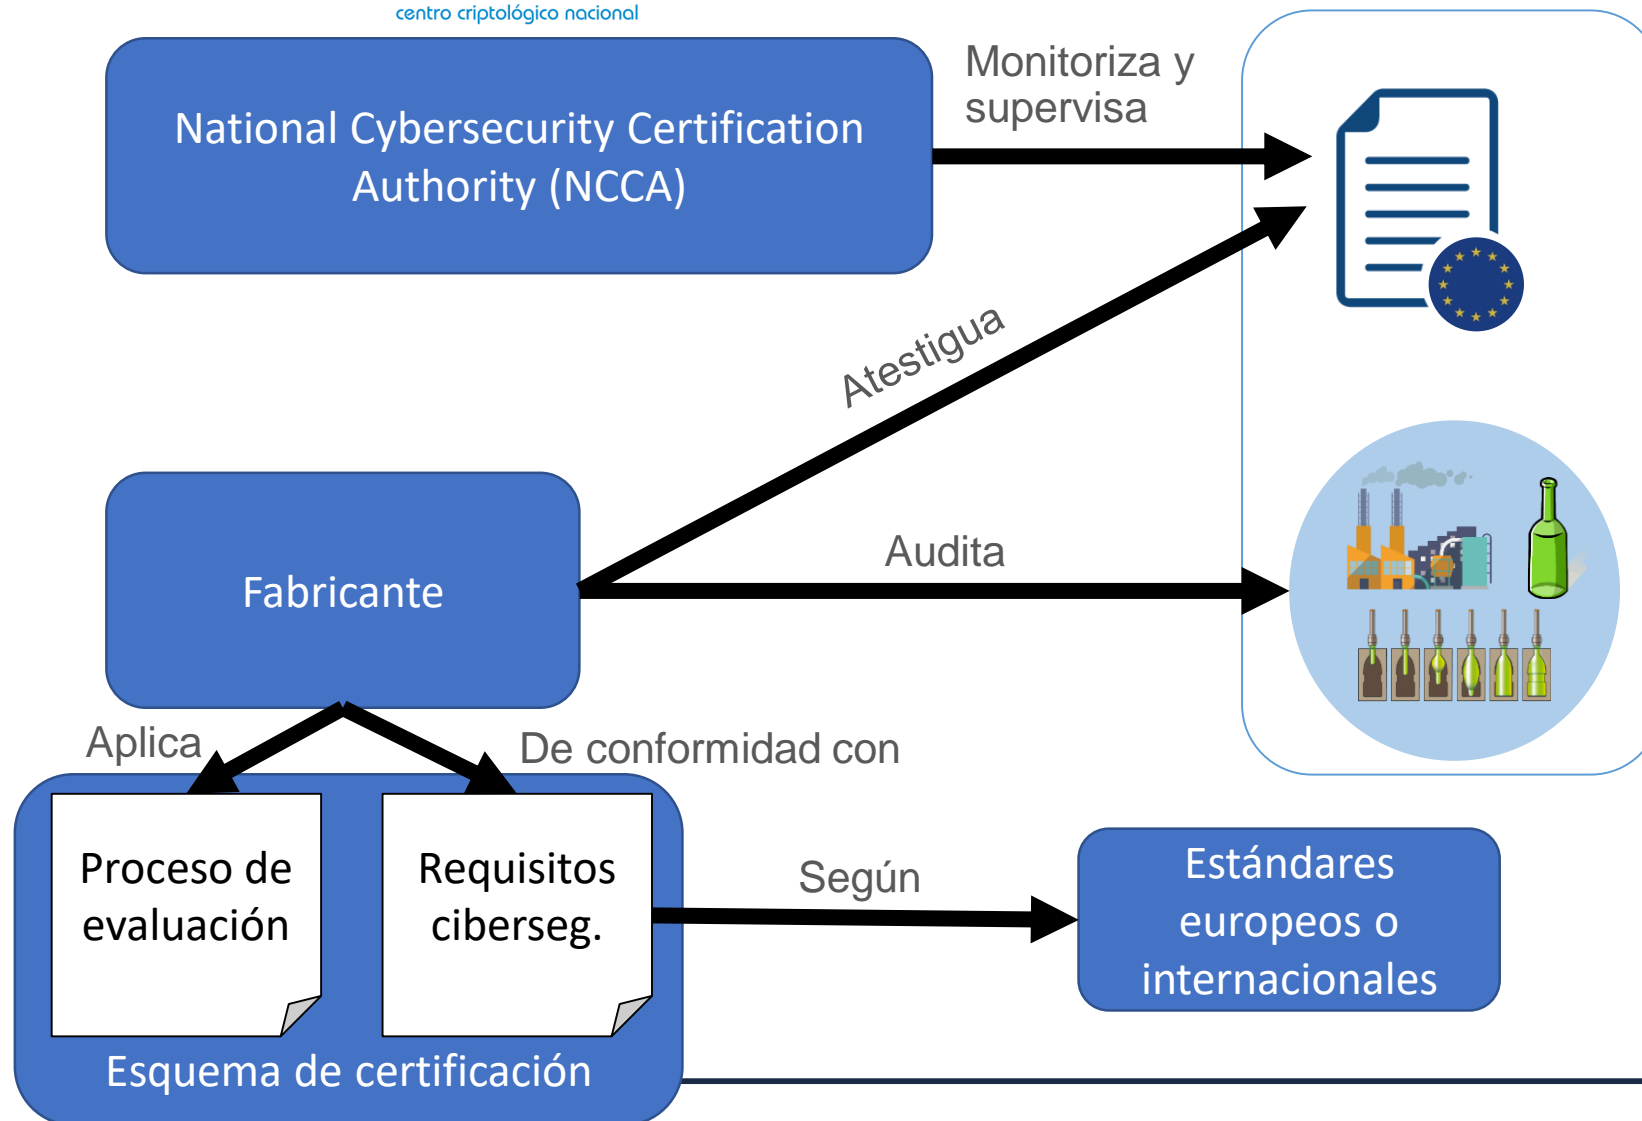 centro criptológico nacional
National Cybersecurity Certification
Authority (NCCA)
Monitoriza y
supervisa
Atestigua
Fabricante
Audita
Aplica
De conformidad con
Proceso de
evaluación
Requisitos
ciberseg.
Según
Estándares
europeos o
internacionales
Esquema de certificación